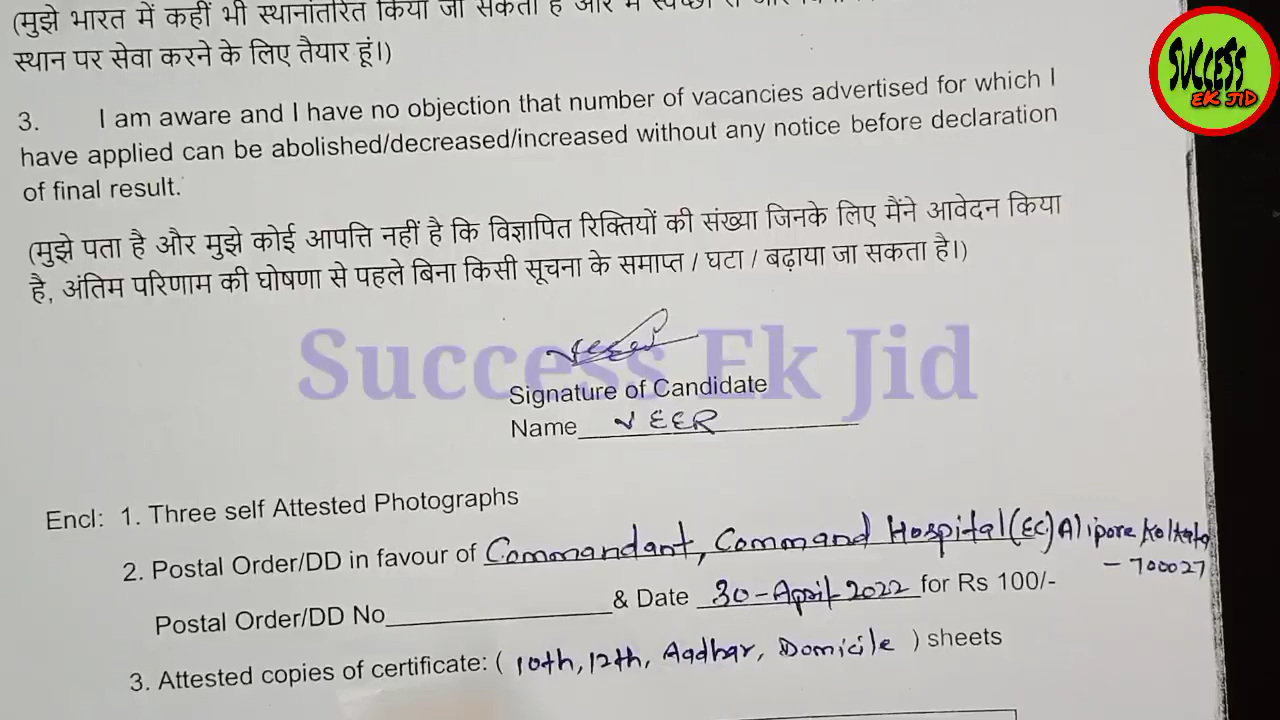 (मुझे भारत में कहीं भी स्थानांतरित किया जा सकता है और मैं
स्थान पर सेवा करने के लिए तैयार हूं।)
SUCCESS
EK JID
3. I am aware and I have no objection that number of vacancies advertised for which I
have applied can be abolished/decreased/increased without any notice before declaration
of final result.
(मुझे पता है और मुझे कोई आपत्ति नहीं है कि विज्ञापित रिक्तियों की संख्या जिनके लिए मैंने आवेदन किया
है, अंतिम परिणाम की घोषणा से पहले बिना किसी सूचना के समाप्त / घटा / बढ़ाया जा सकता है।)
Success Ek Jid
Signature of Candidate
Name VEER
Encl: 1. Three self Attested Photographs
2. Postal Order/DD in favour of Commandant, Command Hospital (EC) Alipore Kolkata
- 700027
Postal Order/DD No & Date 30-April-2022 for Rs 100/-
3. Attested copies of certificate: ( 10th, 12th, Aadhar, Domicile ) sheets